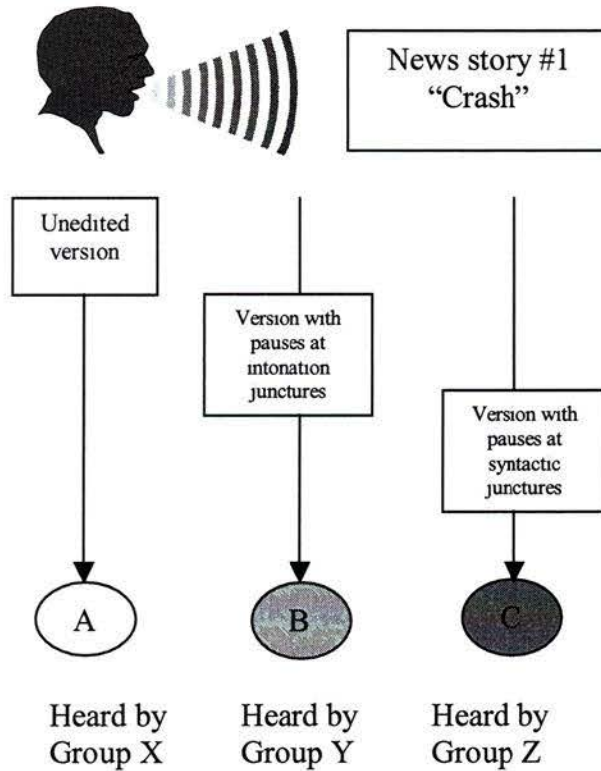 News story #1
“Crash”
Unedited
version
Version with
pauses at
intonation
junctures
Version with
pauses at
syntactic
junctures
A
B
C
Heard by
Group X
Heard by
Group Y
Heard by
Group Z